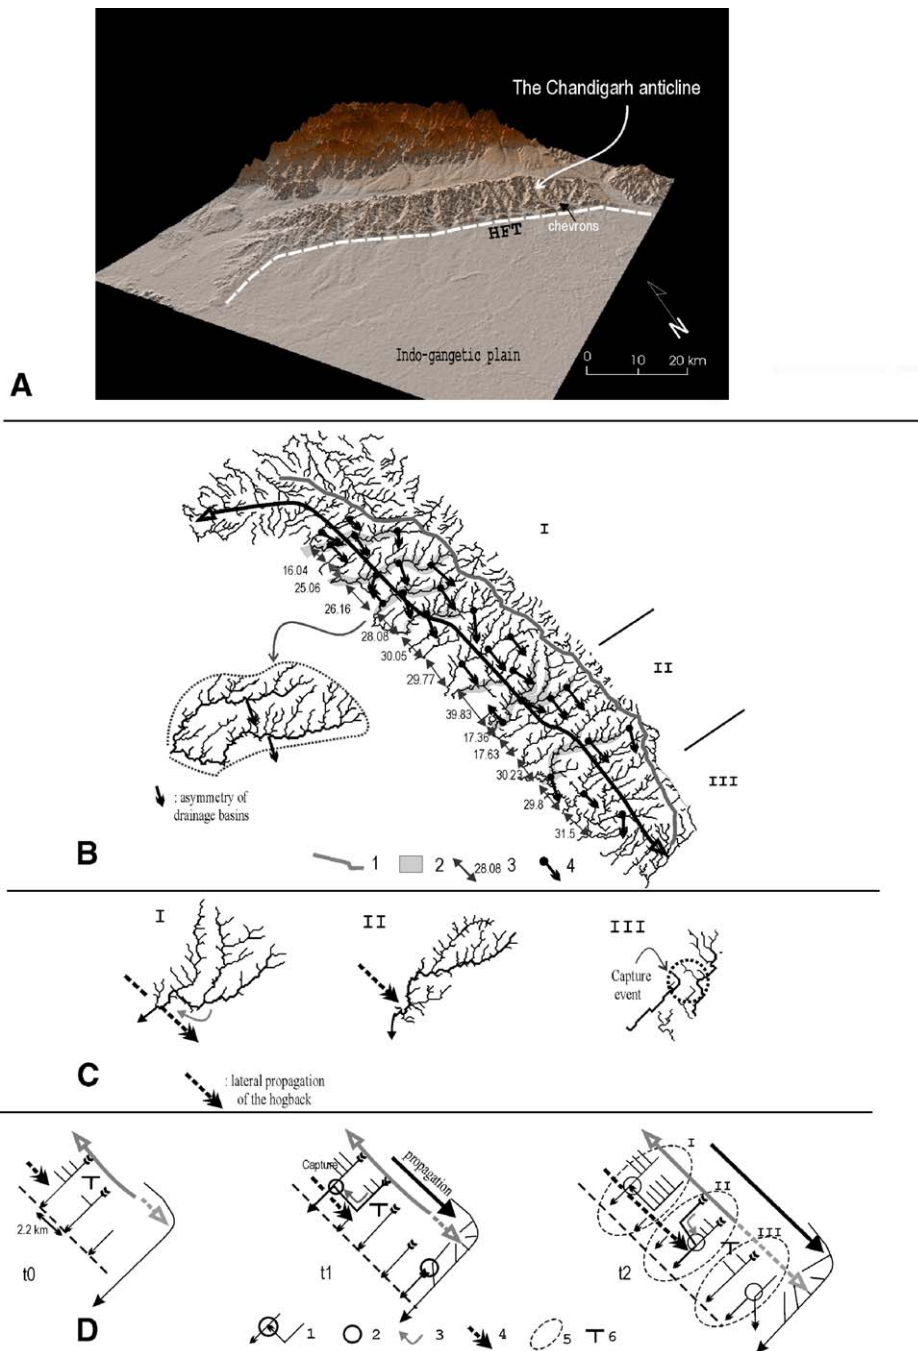 The Chandigarh anticline
chevrons
HFT
N
Indo-gangetic plain
0 10 20 km
A
I
16.04
25.06
26.16
28.08
30.05
II
29.77
39.83
17.36
17.63
III
30.23
29.8
31.5
: asymmetry of
drainage basins
B
1 2 28.08 3 4
I II III
Capture
event
C
: lateral propagation
of the hogback
Capture
propagation
I
II
III
2.2 km
t0 t1 t2
D
1 2 3 4 5 6